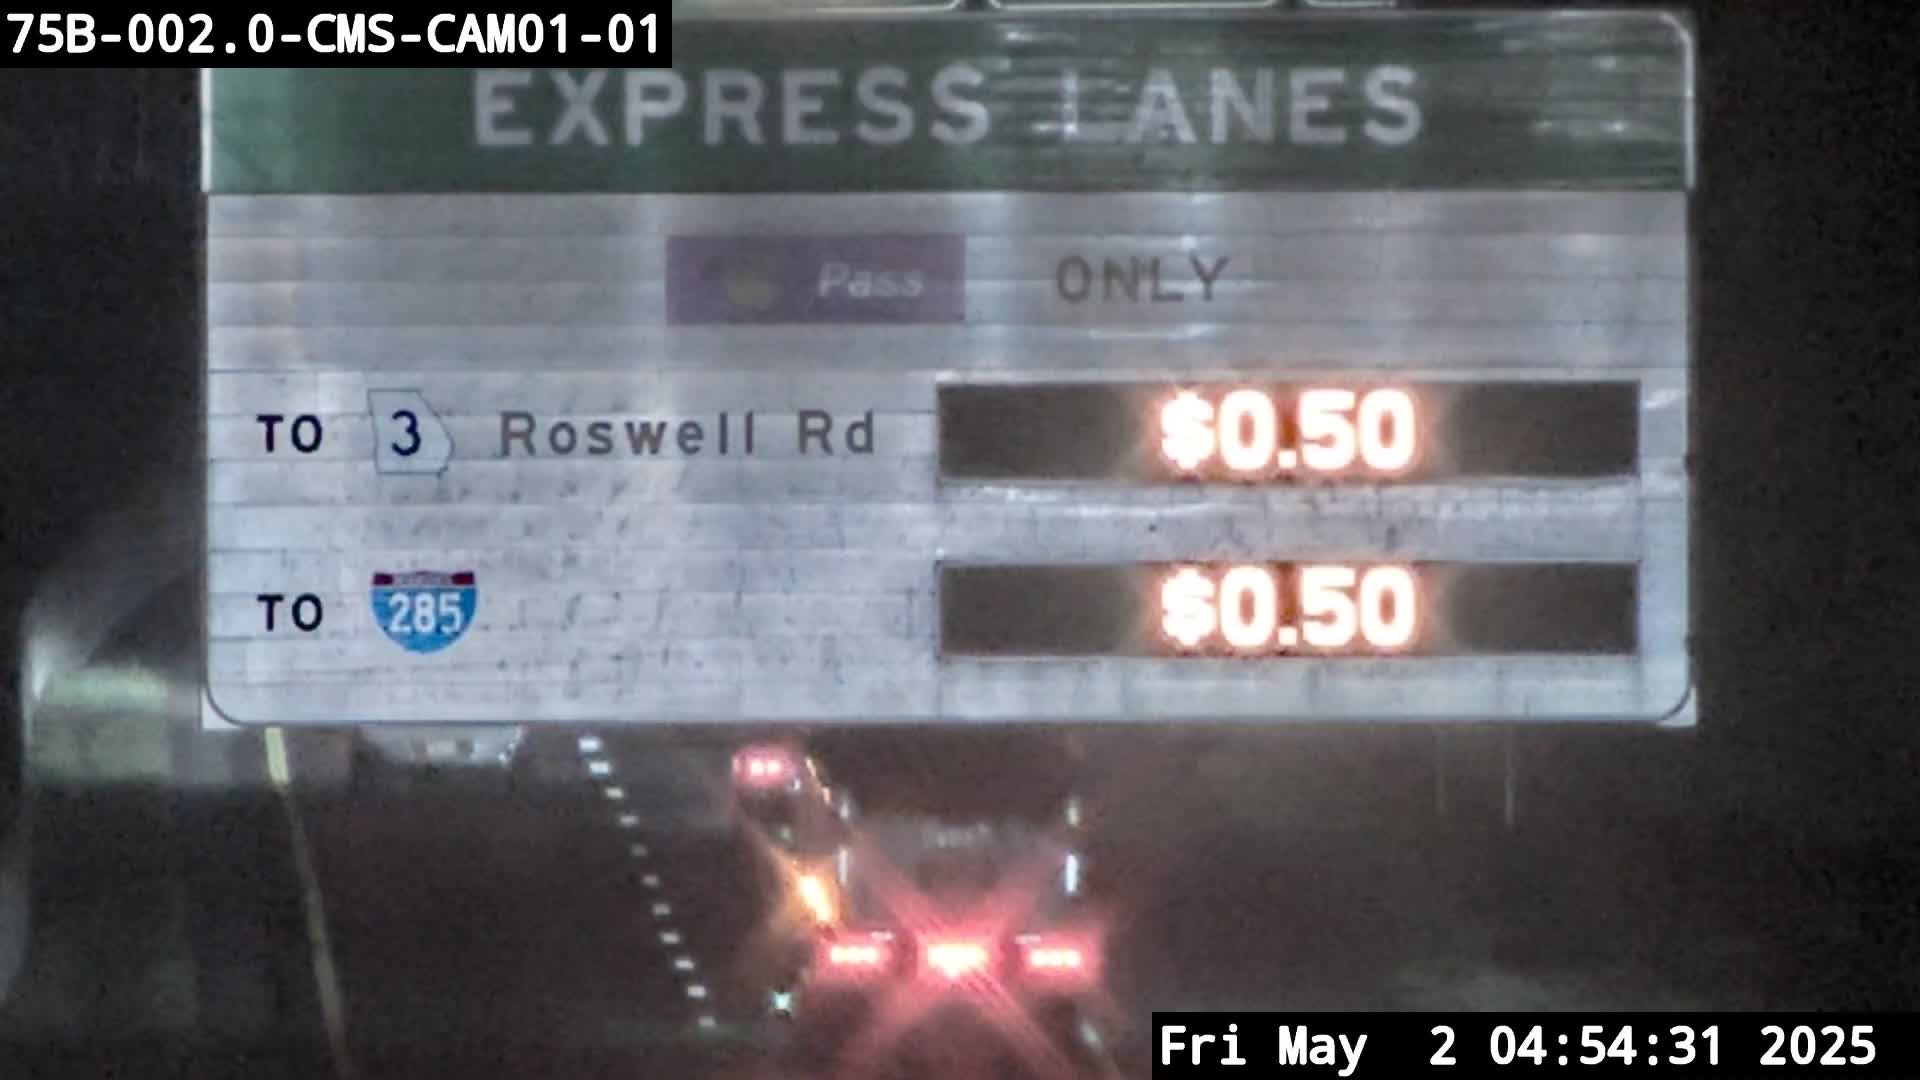 75B-002.0-CMS-CAM01-01
EXPRESS LANES
Pass ONLY
TO 3 Roswell Rd $0.50
TO 285 $0.50
Fri May 2 04:54:31 2025